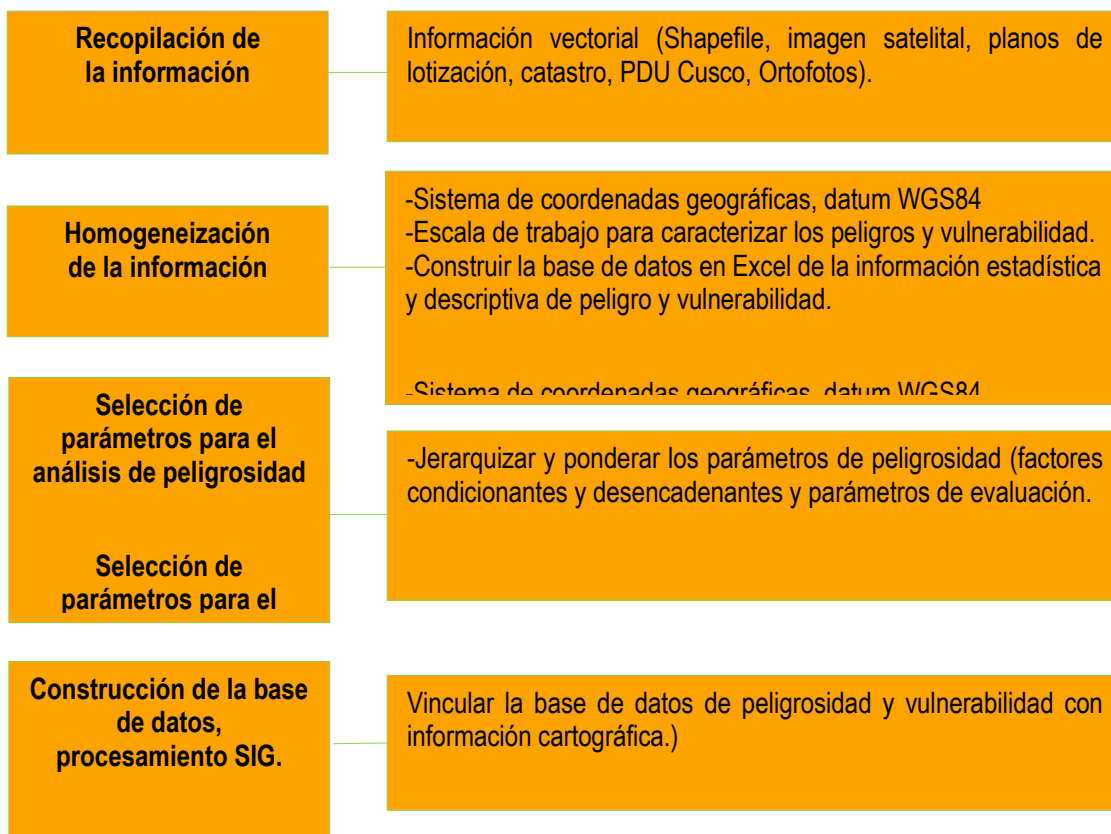 Recopilación de
la información
Información vectorial (Shapefile, imagen satelital, planos de
lotización, catastro, PDU Cusco, Ortofotos).
Homogeneización
de la información
-Sistema de coordenadas geográficas, datum WGS84
-Escala de trabajo para caracterizar los peligros y vulnerabilidad.
-Construir la base de datos en Excel de la información estadística
y descriptiva de peligro y vulnerabilidad.
-Sistema de coordenadas geográficas, datum WGS84
Selección de
parámetros para el
análisis de peligrosidad
Selección de
parámetros para el
-Jerarquizar y ponderar los parámetros de peligrosidad (factores
condicionantes y desencadenantes y parámetros de evaluación.
Construcción de la base
de datos,
procesamiento SIG.
Vincular la base de datos de peligrosidad y vulnerabilidad con
información cartográfica.)